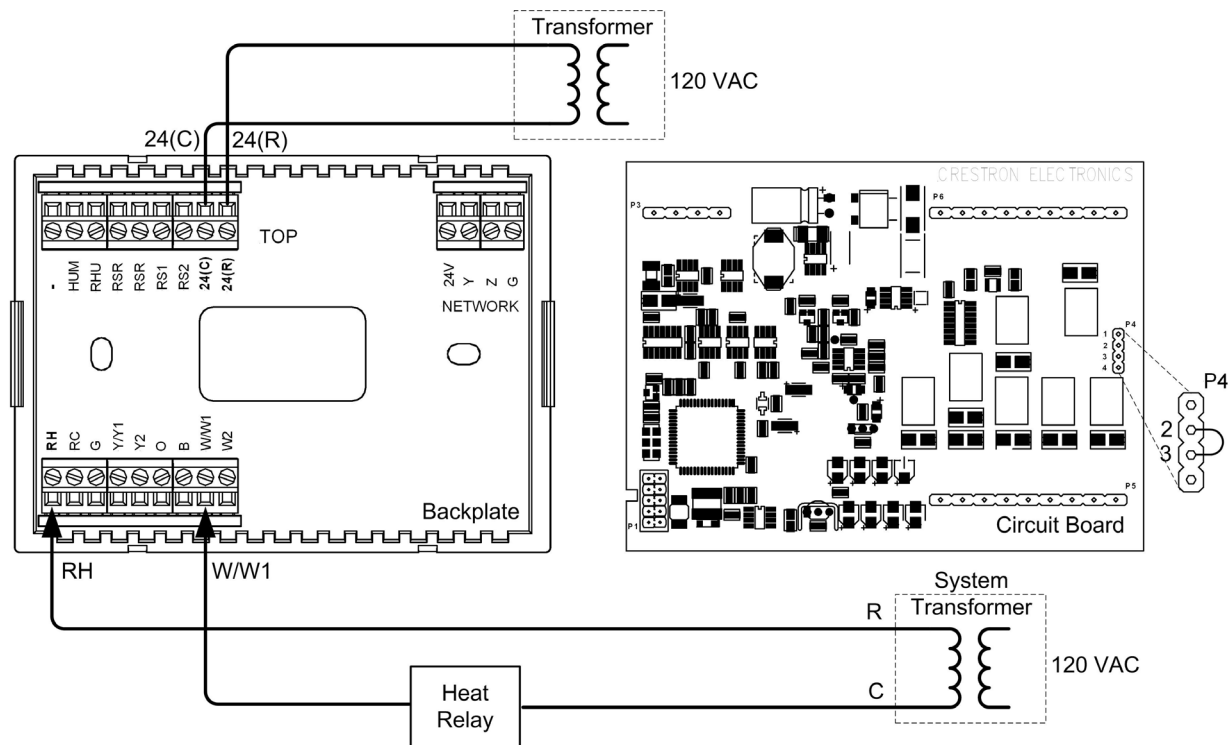 Transformer
120 VAC
24(C)
24(R)
CRESTRON ELECTRONICS
P3
P6
TOP
-
HUM
RHU
RSR
RSR
RS1
RS2
24(C)
24(R)
24V
Y
Z
G
NETWORK
P4
1
2
3
4
P4
2
3
RH
RC
G
Y/Y1
Y2
O
B
W/W1
W2
Backplate
P1
P5
Circuit Board
RH
W/W1
System
Transformer
R
120 VAC
C
Heat
Relay